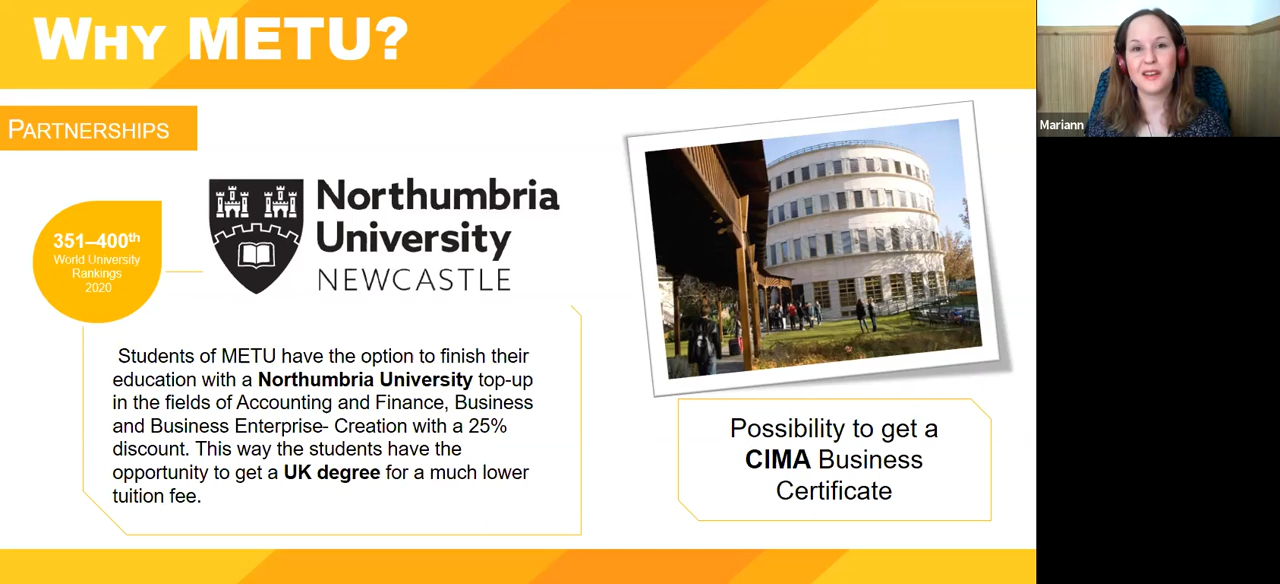 WHY METU?
Mariann
PARTNERSHIPS
351–400th
World University
Rankings
2020
Northumbria
University
NEWCASTLE
Students of METU have the option to finish their
education with a Northumbria University top-up
in the fields of Accounting and Finance, Business
and Business Enterprise- Creation with a 25%
discount. This way the students have the
opportunity to get a UK degree for a much lower
tuition fee.
Possibility to get a
CIMA Business
Certificate